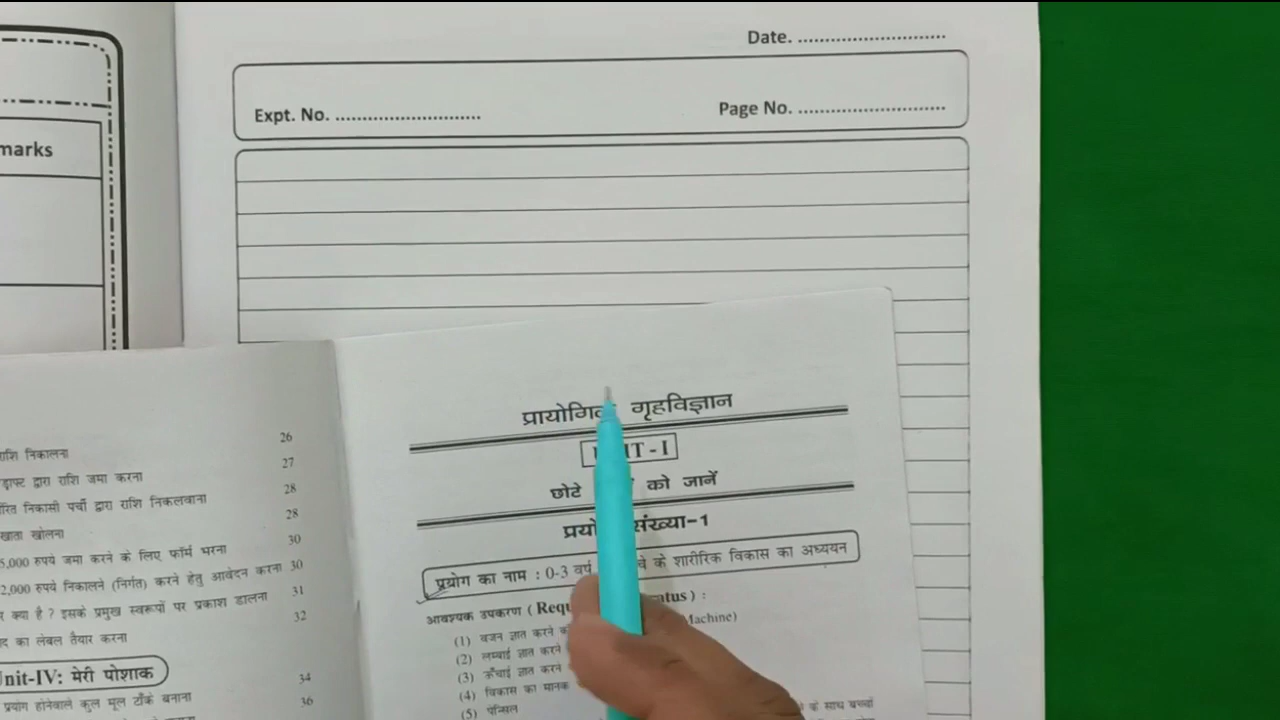 Date. ...........................
Expt. No. ...........................
Page No. ...........................
marks
राशि निकालना 26
ड्राफ्ट द्वारा राशि जमा करना 27
निकासी पर्ची द्वारा राशि निकलवाना 28
खाता खोलना 28
5,000 रुपये जमा करने के लिए फॉर्म भरना 30
2,000 रुपये निकालने (निर्गत) करने हेतु आवेदन करना 30
क्या है ? इसके प्रमुख स्वरूपों पर प्रकाश डालना 31
का लेबल तैयार करना 32
Unit-IV: मेरी पोशाक
प्रयोग होनेवाले कुल मूल टाँके बनाना 34
36
गृहविज्ञान
- I
छोटे को जानें
संख्या-1
प्रयोग का नाम : 0-3 वर्ष के शारीरिक विकास का अध्ययन
आवश्यक उपकरण
(1) वजन ज्ञात करने Machine)
(2) लम्बाई ज्ञात करने
(3) ऊँचाई ज्ञात करने
(4) विकास का मानक
(5) पेन्सिल
के साथ बच्चों